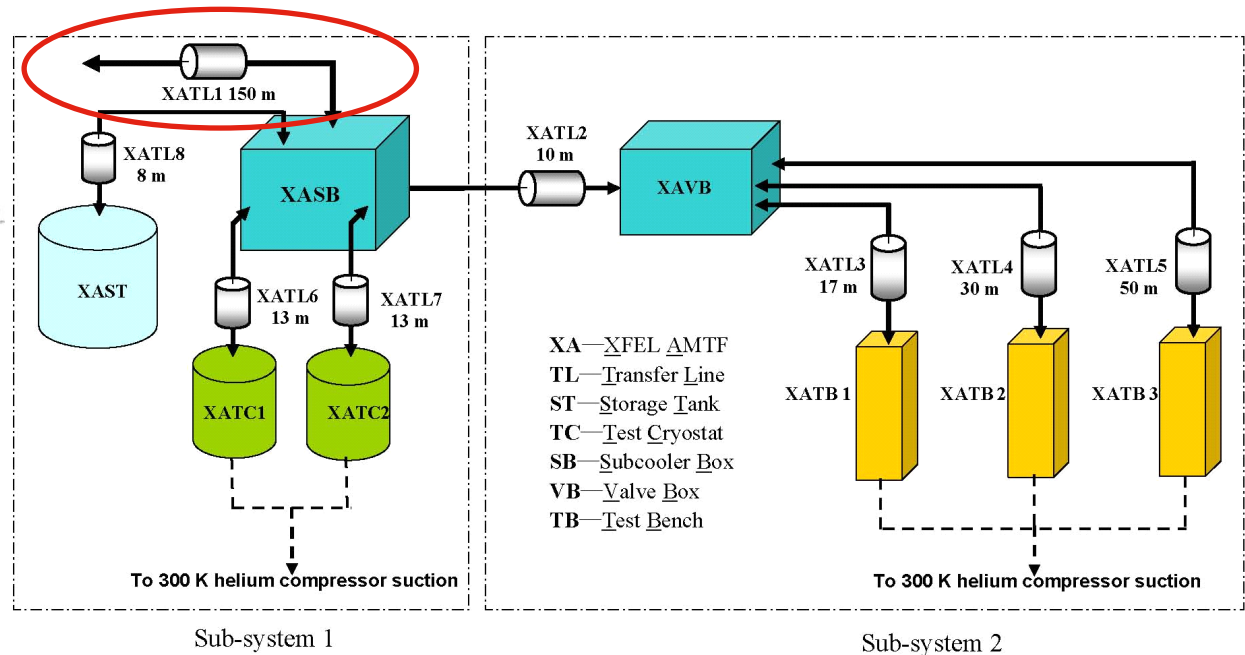 XATL1 150 m
XATL8
8 m
XASB
XAST
XATL6
13 m
XATL7
13 m
XATC1
XATC2
To 300 K helium compressor suction
Sub-system 1
XATL2
10 m
XAVB
XATL3
17 m
XATL4
30 m
XATL5
50 m
XATB 1
XATB 2
XATB 3
XA—XFEL AMTF
TL—Transfer Line
ST—Storage Tank
TC—Test Cryostat
SB—Subcooler Box
VB—Valve Box
TB—Test Bench
To 300 K helium compressor suction
Sub-system 2